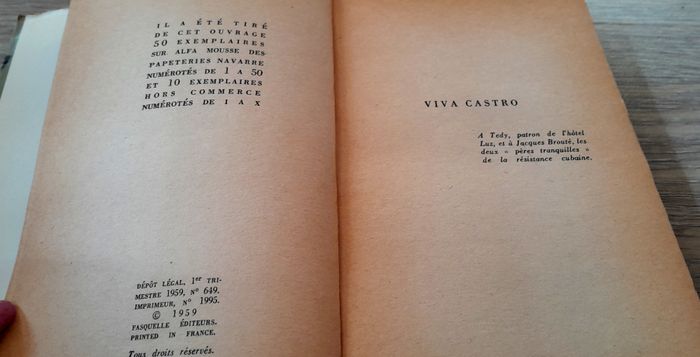 IL A ÉTÉ TIRÉ
DE CET OUVRAGE
50 EXEMPLAIRES
SUR ALFA MOUSSE DES
PAPETERIES NAVARRE
NUMÉROTÉS DE 1 A 50
ET 10 EXEMPLAIRES
HORS COMMERCE
NUMÉROTÉS DE I A X
DÉPÔT LÉGAL, 1er TRI-
MESTRE 1959, N° 649.
IMPRIMEUR, N° 1995.
© 1959
FASQUELLE ÉDITEURS.
PRINTED IN FRANCE.
Tous droits réservés.
VIVA CASTRO
A Tedy, patron de l'hôtel
Luz, et à Jacques Brouté, les
deux « pères tranquilles »
de la résistance cubaine.